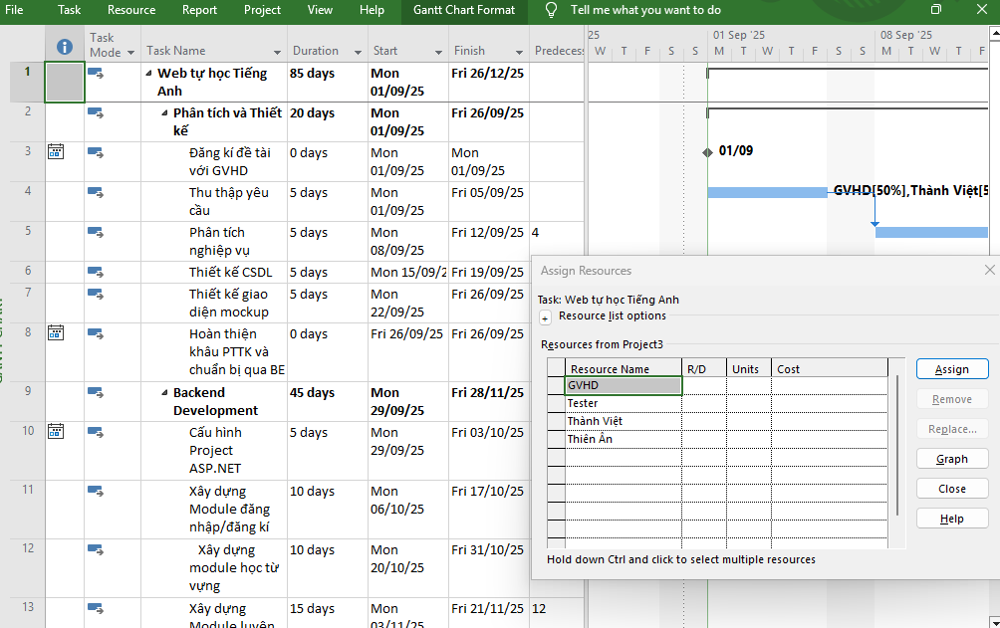 File Task Resource Report Project View Help Gantt Chart Format Tell me what you want to do
Task Mode Task Name Duration Start Finish Predecess
25 01 Sep '25 08 Sep '25
W T F S S M T W T F S S M T W T F
1 Web tự học Tiếng Anh 85 days Mon 01/09/25 Fri 26/12/25
2 Phân tích và Thiết kế 20 days Mon 01/09/25 Fri 26/09/25
3 Đăng kí đề tài với GVHD 0 days Mon 01/09/25 Mon 01/09/25
01/09
4 Thu thập yêu cầu 5 days Mon 01/09/25 Fri 05/09/25
GVHD[50%],Thành Việt[5
5 Phân tích nghiệp vụ 5 days Mon 08/09/25 Fri 12/09/25 4
6 Thiết kế CSDL 5 days Mon 15/09/2 Fri 19/09/25
7 Thiết kế giao diện mockup 5 days Mon 22/09/25 Fri 26/09/25
8 Hoàn thiện khâu PTTK và chuẩn bị qua BE 0 days Fri 26/09/25 Fri 26/09/25
9 Backend Development 45 days Mon 29/09/25 Fri 28/11/25
10 Cấu hình Project ASP.NET 5 days Mon 29/09/25 Fri 03/10/25
11 Xây dựng Module đăng nhập/đăng kí 10 days Mon 06/10/25 Fri 17/10/25
12 Xây dựng module học từ vựng 10 days Mon 20/10/25 Fri 31/10/25
13 Xây dựng Module luyện 15 days Mon 03/11/25 Fri 21/11/25 12
Assign Resources
Task: Web tự học Tiếng Anh
+ Resource list options
Resources from Project3
Resource Name R/D Units Cost
GVHD
Tester
Thành Việt
Thiên Ân
Assign
Remove
Replace...
Graph
Close
Help
Hold down Ctrl and click to select multiple resources